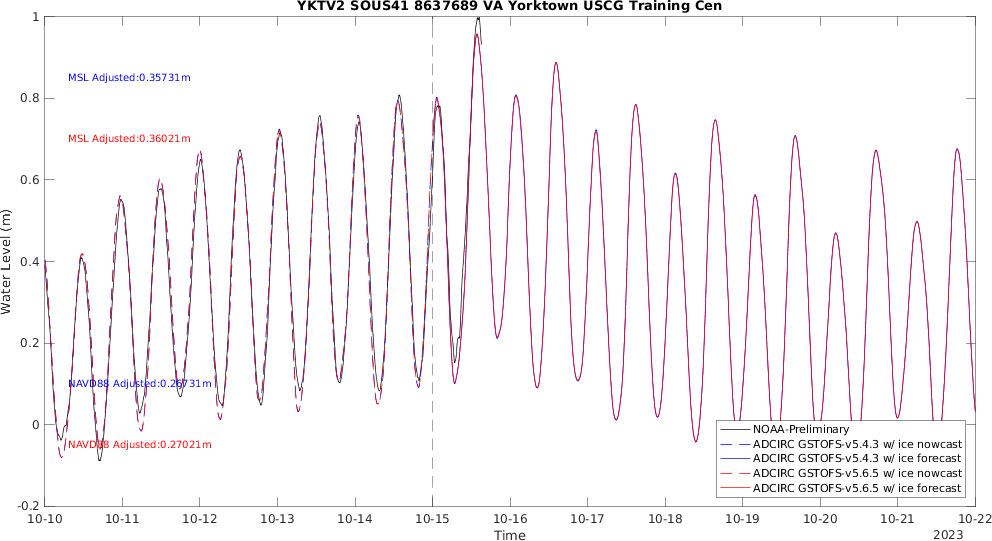 YKTV2 SOUS41 8637689 VA Yorktown USCG Training Cen
1
0.8
0.6
0.4
0.2
0
-0.2
Water Level (m)
MSL Adjusted:0.35731m
MSL Adjusted:0.36021m
NAVD88 Adjusted:0.26731m
NAVD88 Adjusted:0.27021m
NOAA-Preliminary
ADCIRC GSTOFS-v5.4.3 w/ ice nowcast
ADCIRC GSTOFS-v5.4.3 w/ ice forecast
ADCIRC GSTOFS-v5.6.5 w/ ice nowcast
ADCIRC GSTOFS-v5.6.5 w/ ice forecast
10-10 10-11 10-12 10-13 10-14 10-15 10-16 10-17 10-18 10-19 10-20 10-21 10-22
Time
2023